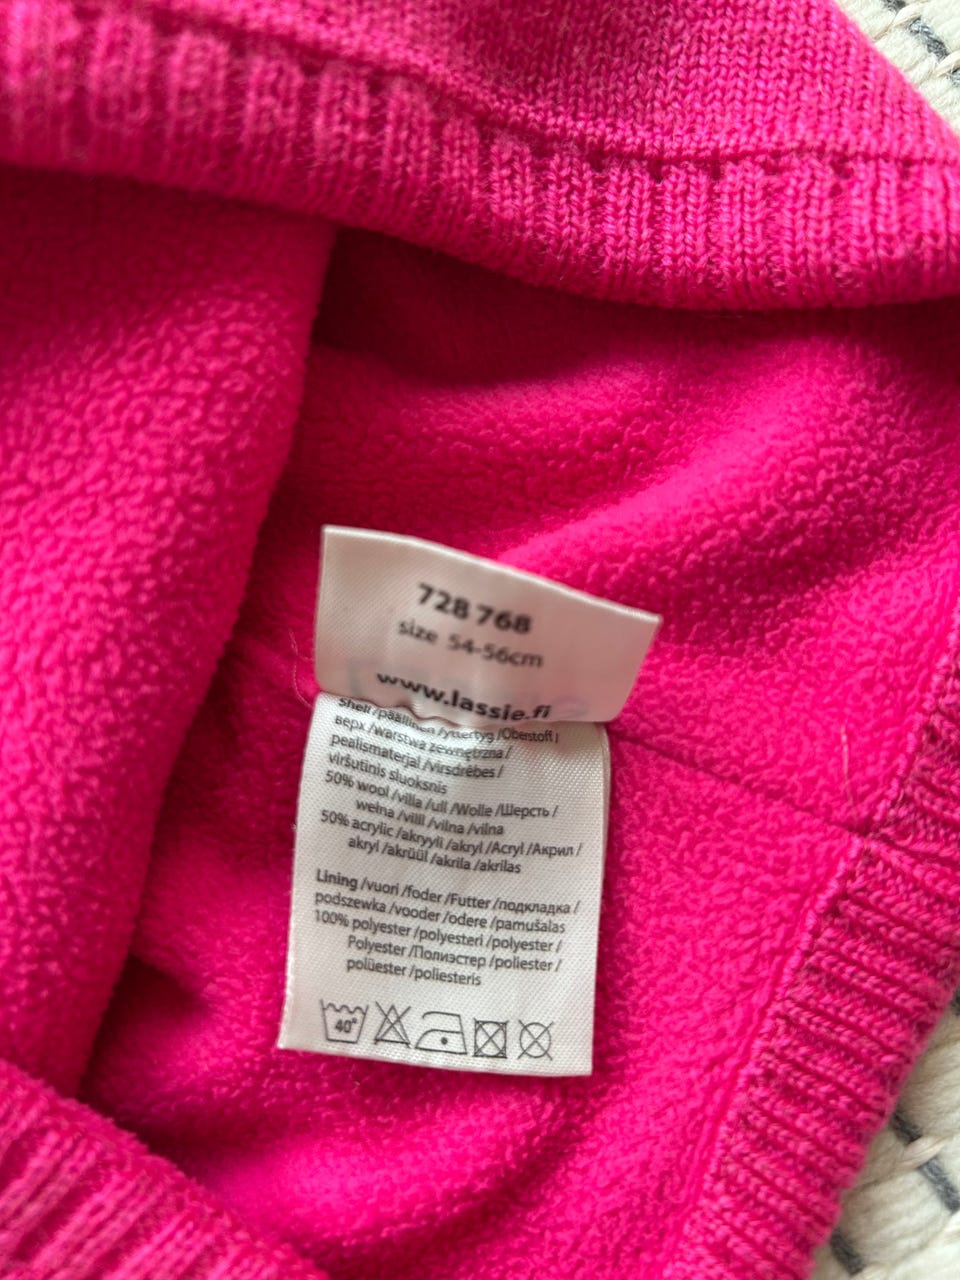 728 768
size 54-56cm
www.lassie.fi
Shell /päällinen /yttertyg /Oberstoff /
верх /warstwa zewnętrzna /
pealismaterjal /virsdrēbes /
viršutinis sluoksnis
50% wool /villa /ull /Wolle /Шерсть /
wełna /vill /vilna /vilna
50% acrylic /akryyli /akryl /Acryl /Акрил /
akryl /akrüül /akrila /akrilas
Lining /vuori /foder /Futter /подкладка /
podszewka /vooder /odere /pamušalas
100% polyester /polyesteri /polyester /
Polyester /Полиэстер /poliester /
polüester /poliesteris
40°